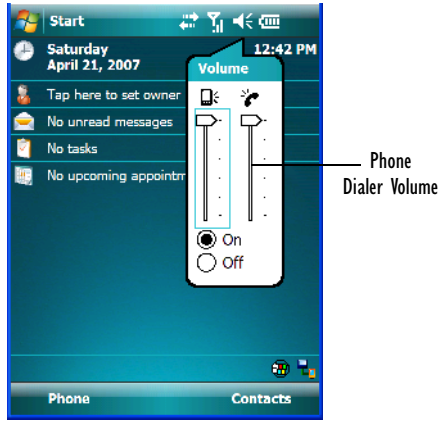 Start
Saturday
April 21, 2007
12:42 PM
Volume
Tap here to set owner
No unread messages
No tasks
No upcoming appointm
On
Off
Phone
Dialer Volume
Phone
Contacts